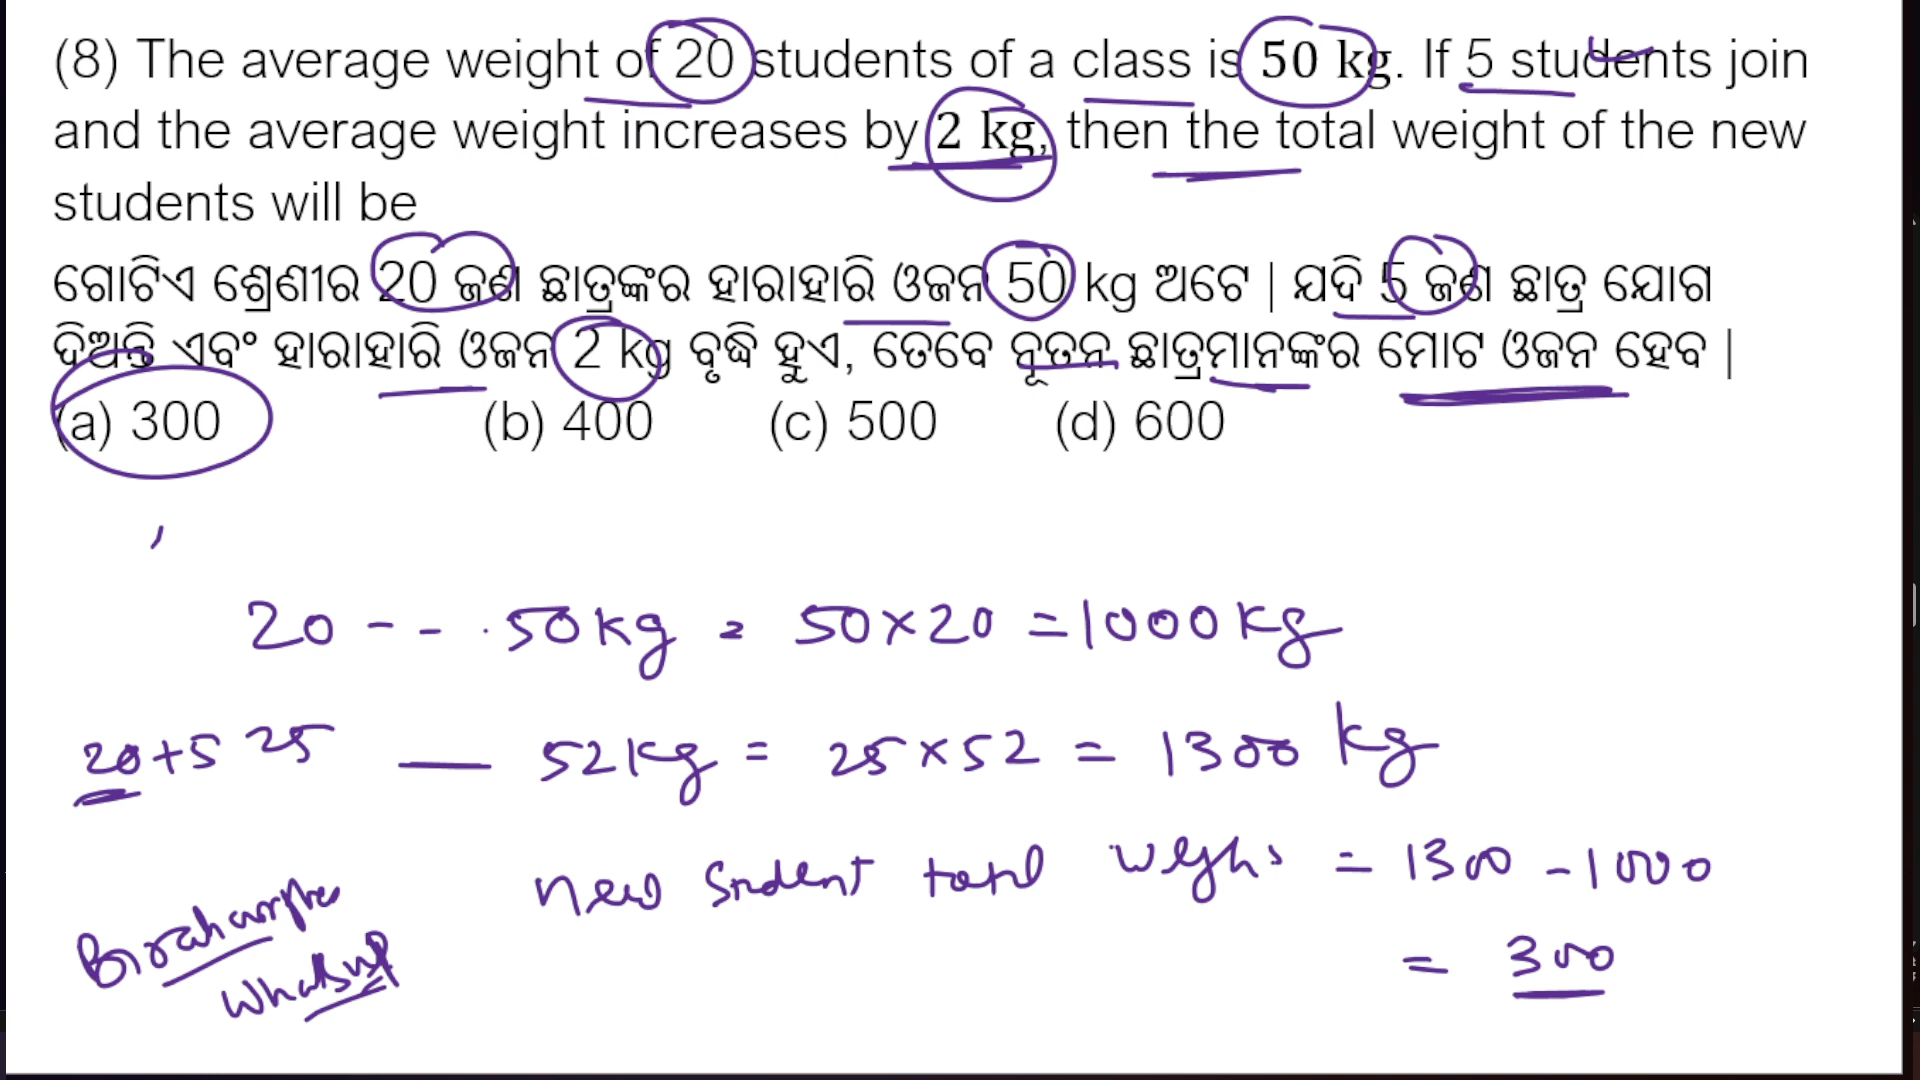 (8) The average weight of 20 students of a class is 50 kg. If 5 students join
and the average weight increases by 2 kg, then the total weight of the new
students will be
ଗୋଟିଏ ଶ୍ରେଣୀର 20 ଜଣ ଛାତ୍ରଙ୍କର ହାରାହାରି ଓଜନ 50 kg ଅଟେ | ଯଦି 5 ଜଣ ଛାତ୍ର ଯୋଗ
ଦିଅନ୍ତି ଏବଂ ହାରାହାରି ଓଜନ 2 kg ବୃଦ୍ଧି ହୁଏ, ତେବେ ନୂତନ ଛାତ୍ରମାନଙ୍କର ମୋଟ ଓଜନ ହେବ |
(a) 300 (b) 400 (c) 500 (d) 600
20 - - . 50kg = 50×20 = 1000 kg
20+5 25 — 52kg = 25×52 = 1300 kg
new student total = 1300 - 1000
= 300